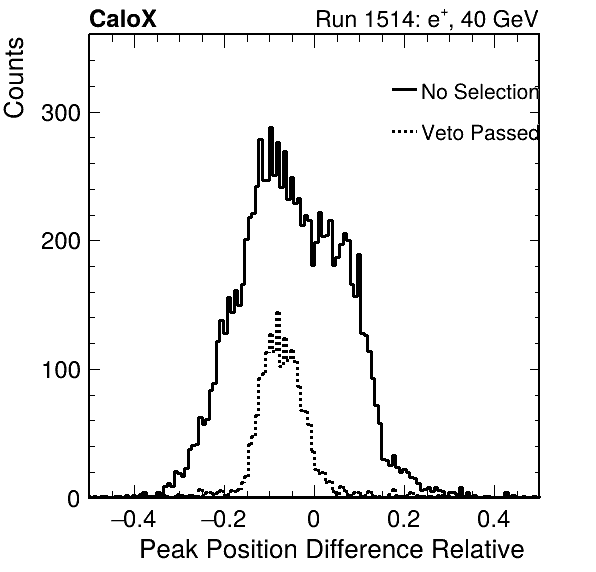 CaloX Run 1514: e⁺, 40 GeV
Counts
No Selection
Veto Passed
300
200
100
0
−0.4 −0.2 0 0.2 0.4
Peak Position Difference Relative